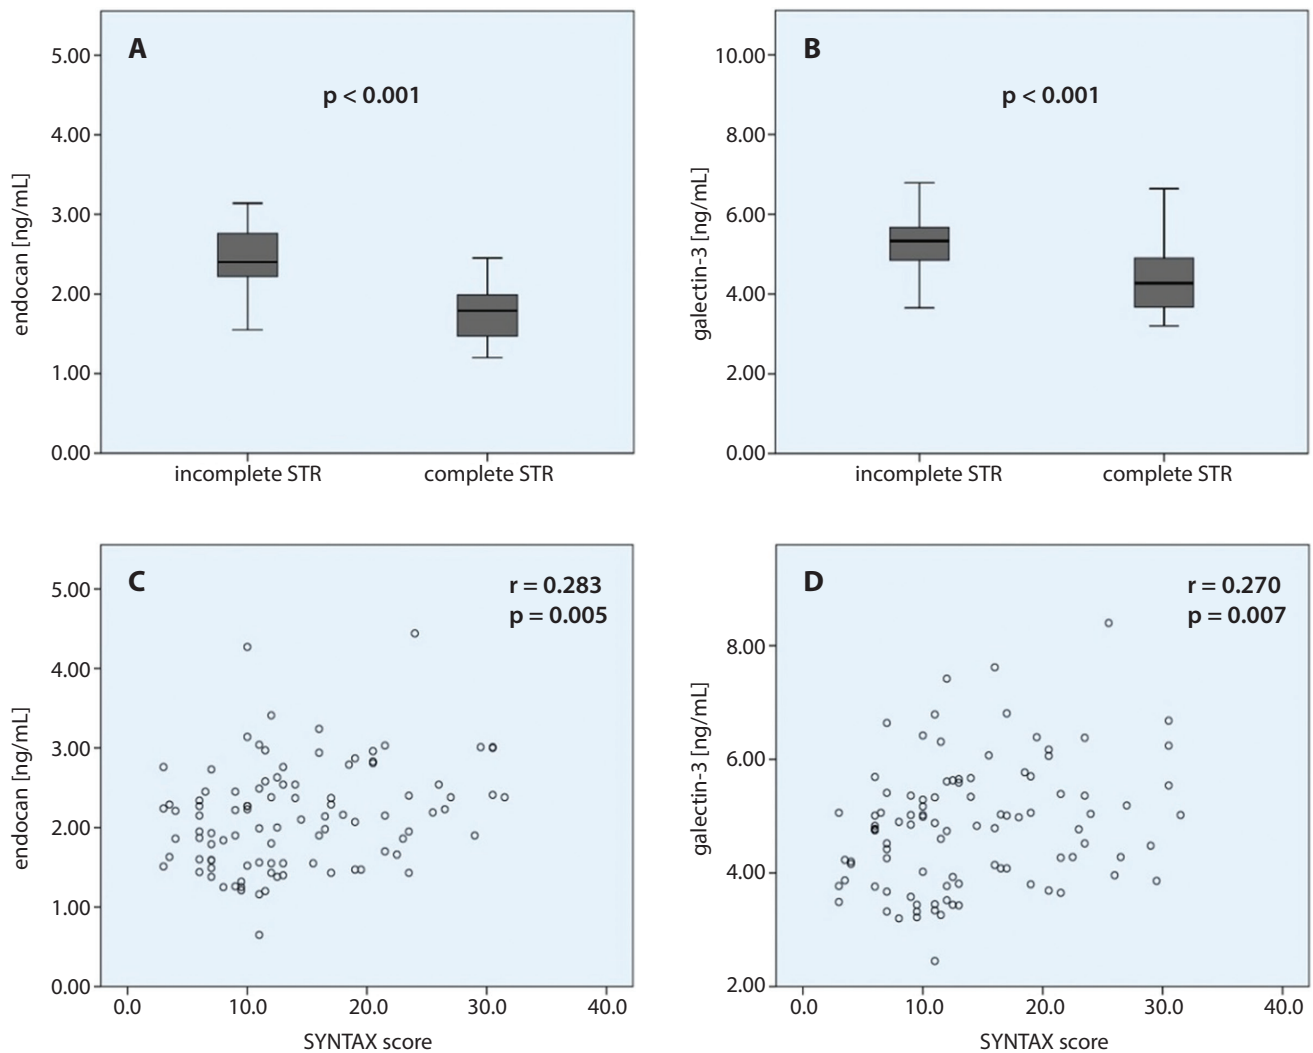 A
p < 0.001
endocan [ng/mL]
5.00
4.00
3.00
2.00
1.00
0.00
incomplete STR
complete STR
B
p < 0.001
galectin-3 [ng/mL]
10.00
8.00
6.00
4.00
2.00
0.00
incomplete STR
complete STR
C
r = 0.283
p = 0.005
endocan [ng/mL]
5.00
4.00
3.00
2.00
1.00
0.00
0.0
10.0
20.0
30.0
40.0
SYNTAX score
D
r = 0.270
p = 0.007
galectin-3 [ng/mL]
8.00
6.00
4.00
2.00
0.0
10.0
20.0
30.0
40.0
SYNTAX score